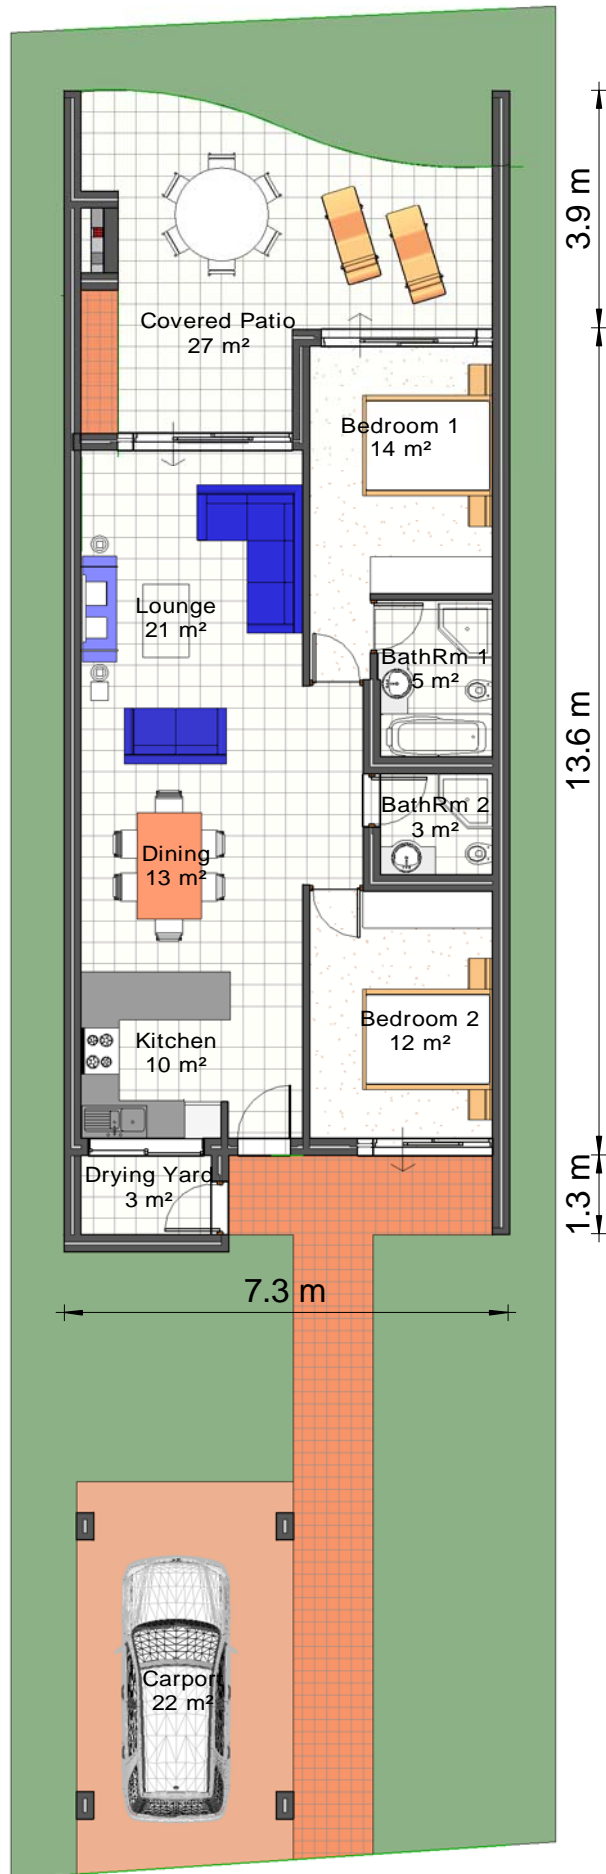 3.9 m
Covered Patio
27 m²
Bedroom 1
14 m²
Lounge
21 m²
BathRm 1
5 m²
13.6 m
BathRm 2
3 m²
Dining
13 m²
Bedroom 2
12 m²
Kitchen
10 m²
Drying Yard
3 m²
1.3 m
7.3 m
Carport
22 m²